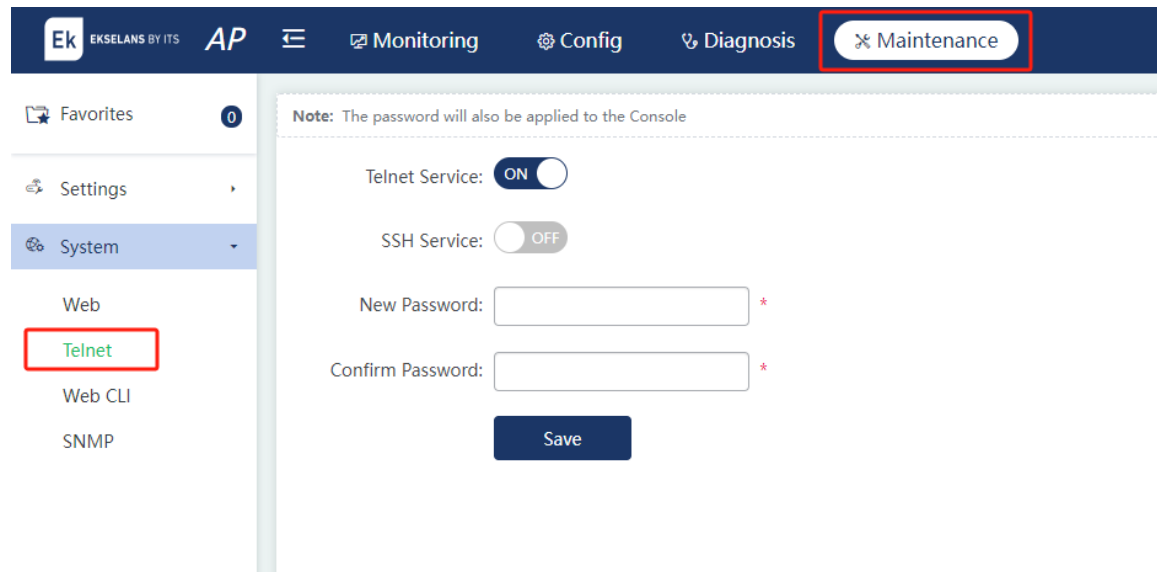 Ek EKSELANS BY ITS AP Monitoring Config Diagnosis Maintenance
Favorites 0
Note: The password will also be applied to the Console
Telnet Service: ON
Settings
SSH Service: OFF
System
New Password: *
Web
Telnet
Confirm Password: *
Web CLI
SNMP
Save